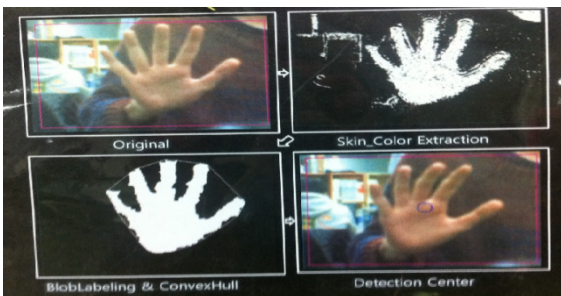 Original
Skin_Color Extraction
BlobLabeling & ConvexHull
Detection Center